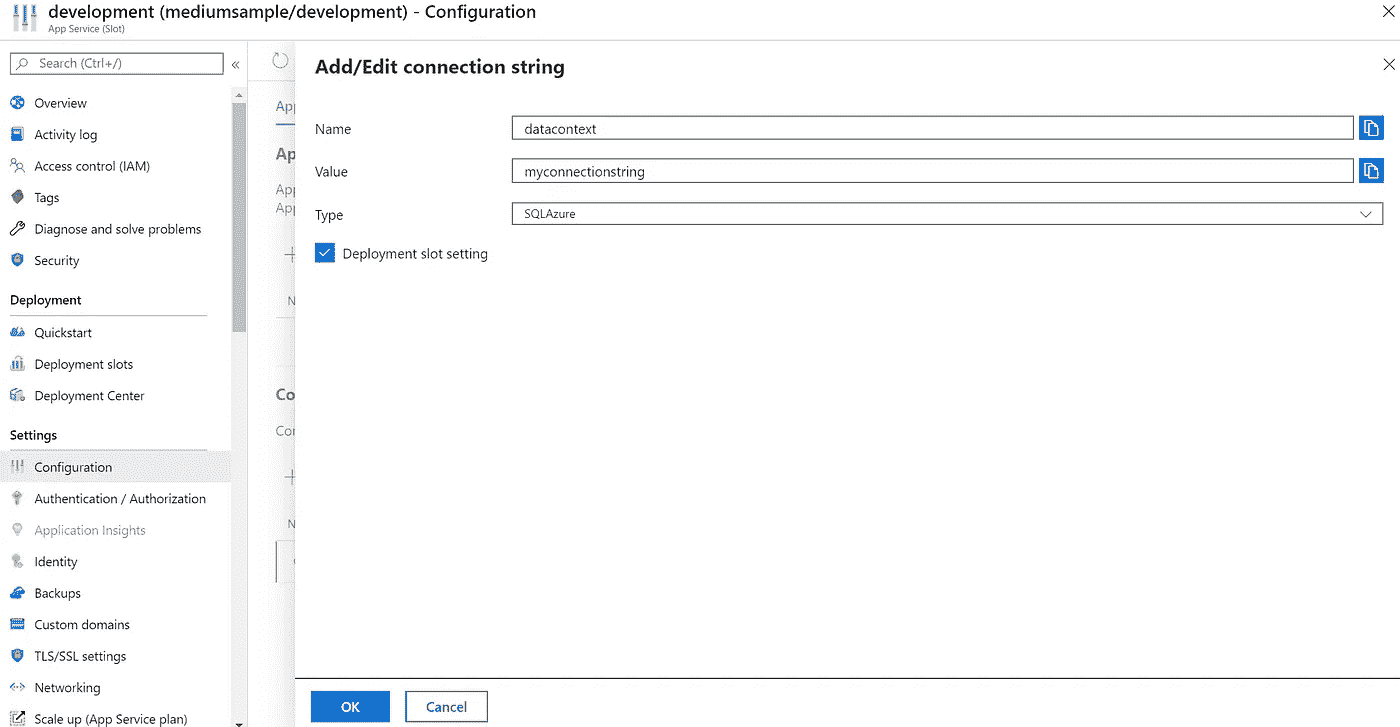 development (mediumsample/development) - Configuration
App Service (Slot)
Search (Ctrl+/)
«
Overview
Activity log
Access control (IAM)
Tags
Diagnose and solve problems
Security
Deployment
Quickstart
Deployment slots
Deployment Center
Settings
Configuration
Authentication / Authorization
Application Insights
Identity
Backups
Custom domains
TLS/SSL settings
Networking
Scale up (App Service plan)
App
Ap
App
App
N
Co
Con
N
Add/Edit connection string
Name
datacontext
Value
myconnectionstring
Type
SQLAzure
Deployment slot setting
OK
Cancel